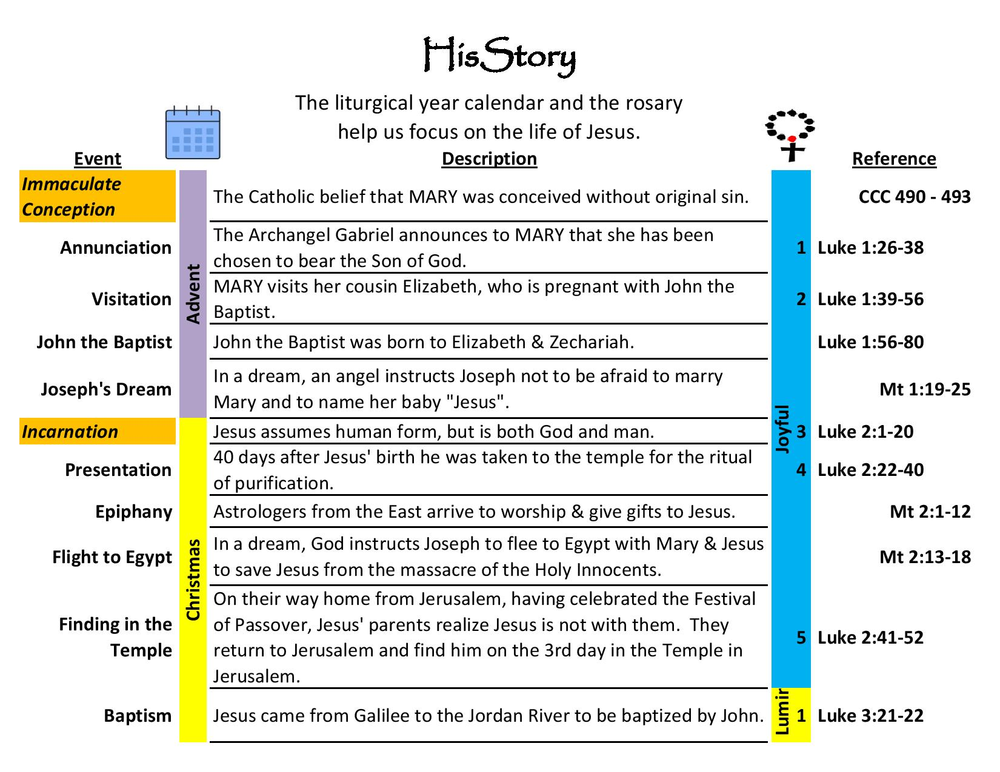 HisStory
The liturgical year calendar and the rosary
help us focus on the life of Jesus.
Event Description Reference
Immaculate
Conception
The Catholic belief that MARY was conceived without original sin.
CCC 490 - 493
Annunciation
The Archangel Gabriel announces to MARY that she has been
chosen to bear the Son of God.
1 Luke 1:26-38
Advent
Visitation
MARY visits her cousin Elizabeth, who is pregnant with John the
Baptist.
2 Luke 1:39-56
John the Baptist
John the Baptist was born to Elizabeth & Zechariah.
Luke 1:56-80
Joseph's Dream
In a dream, an angel instructs Joseph not to be afraid to marry
Mary and to name her baby "Jesus".
Mt 1:19-25
Joyful
Incarnation
Jesus assumes human form, but is both God and man.
3 Luke 2:1-20
Presentation
40 days after Jesus' birth he was taken to the temple for the ritual
of purification.
4 Luke 2:22-40
Epiphany
Astrologers from the East arrive to worship & give gifts to Jesus.
Mt 2:1-12
Christmas
Flight to Egypt
In a dream, God instructs Joseph to flee to Egypt with Mary & Jesus
to save Jesus from the massacre of the Holy Innocents.
Mt 2:13-18
Finding in the
Temple
On their way home from Jerusalem, having celebrated the Festival
of Passover, Jesus' parents realize Jesus is not with them.  They
return to Jerusalem and find him on the 3rd day in the Temple in
Jerusalem.
5 Luke 2:41-52
Baptism
Jesus came from Galilee to the Jordan River to be baptized by John.
Lumin
1 Luke 3:21-22